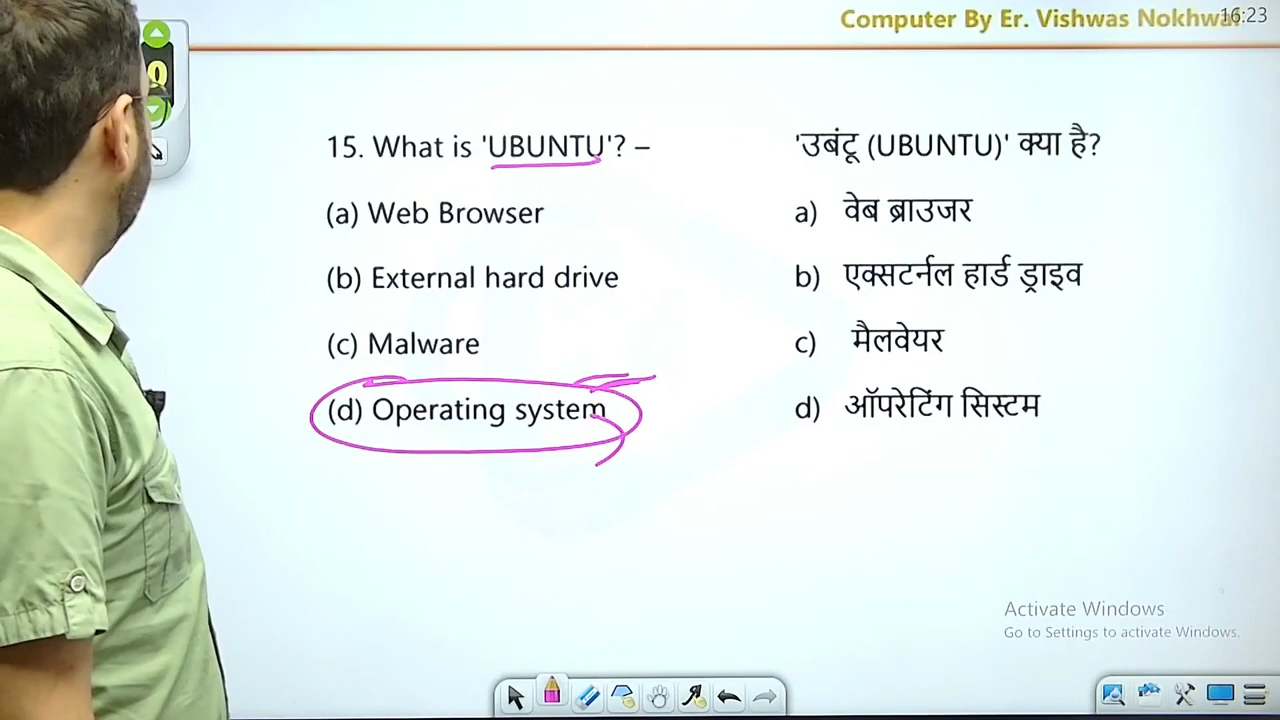 Computer By Er. Vishwas Nokhwal
16:23
15. What is 'UBUNTU'? –
(a) Web Browser
(b) External hard drive
(c) Malware
(d) Operating system
'उबंटू (UBUNTU)' क्या है?
a) वेब ब्राउजर
b) एक्सटर्नल हार्ड ड्राइव
c) मैलवेयर
d) ऑपरेटिंग सिस्टम
Activate Windows
Go to Settings to activate Windows.